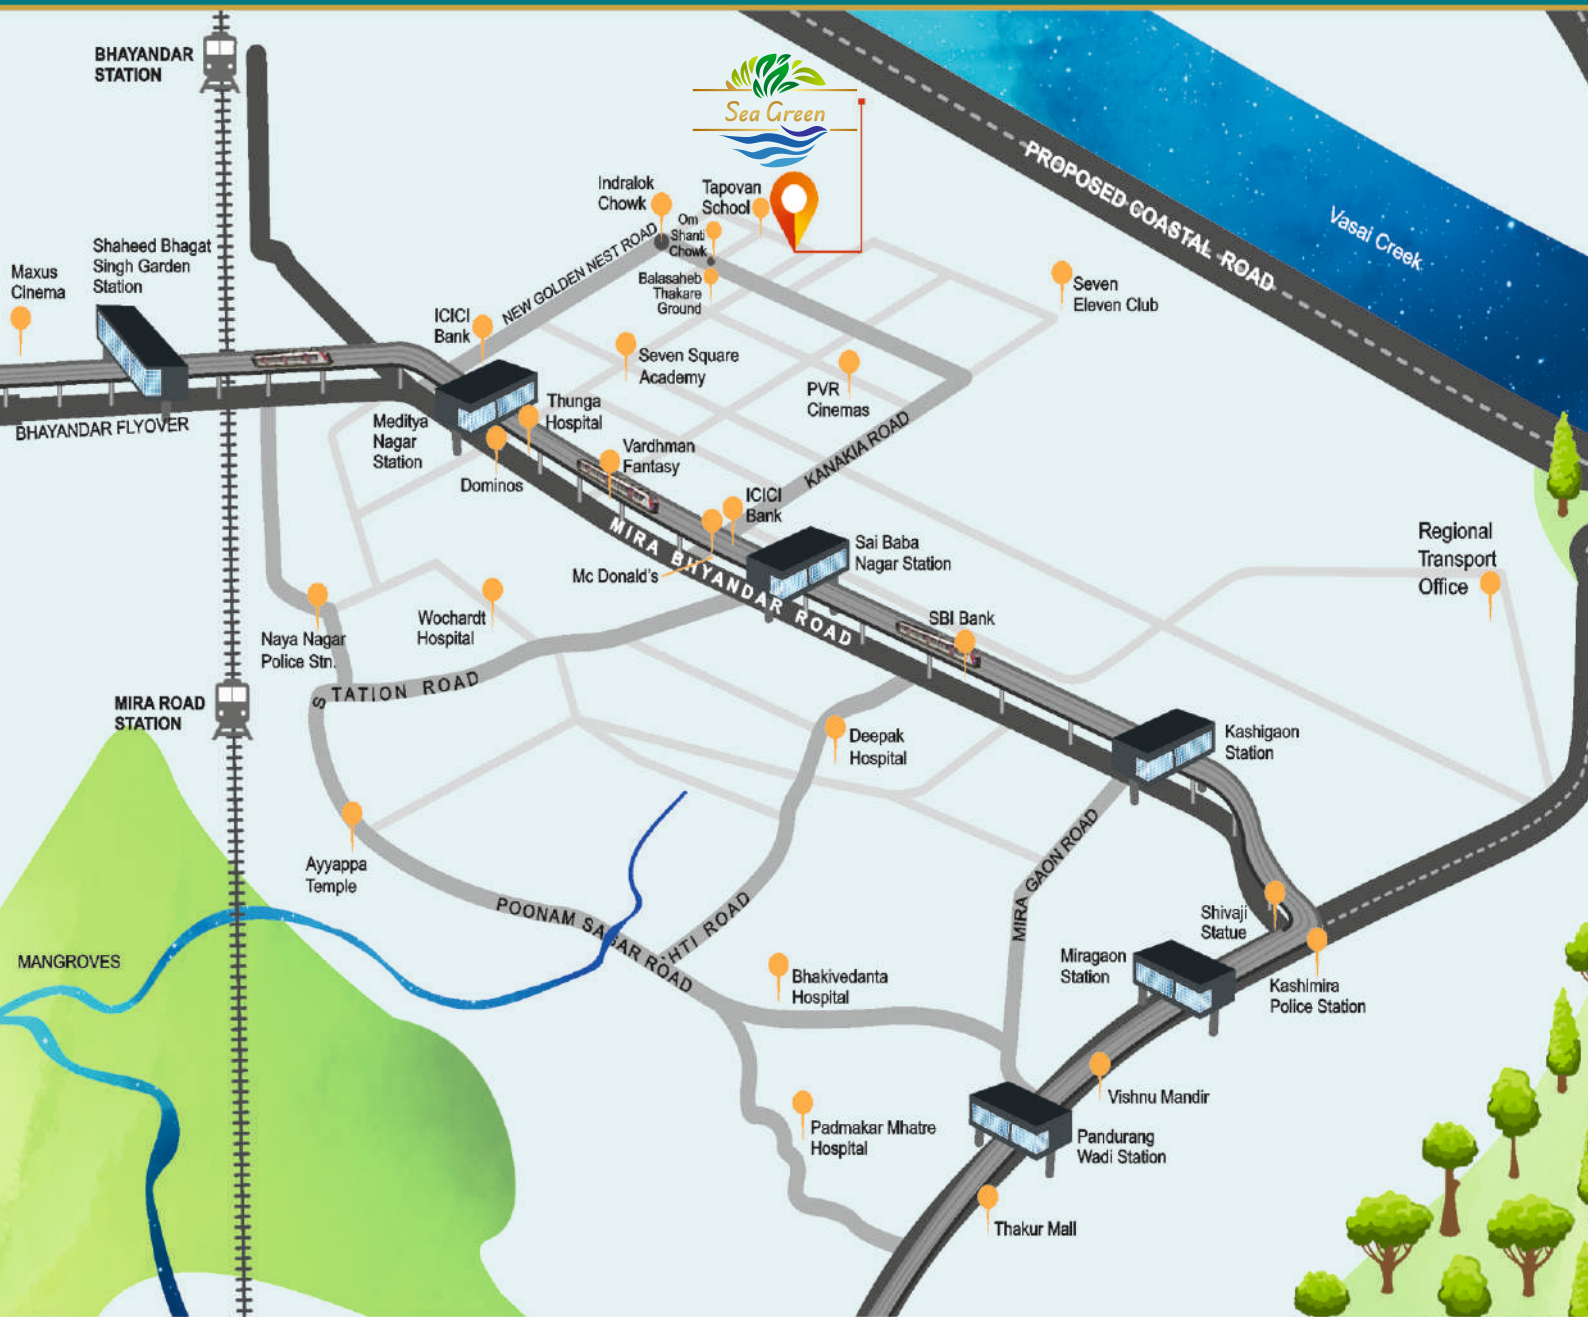 BHAYANDAR
STATION
Sea Green
PROPOSED COASTAL ROAD
Vasai Creek
Indralok
Chowk
Tapovan
School
Om
Shanti
Chowk
Balasaheb
Thakare
Ground
NEW GOLDEN NEST ROAD
Shaheed Bhagat
Singh Garden
Station
Maxus
Cinema
ICICI
Bank
Seven
Eleven Club
Seven Square
Academy
PVR
Cinemas
KANAKIA ROAD
BHAYANDAR FLYOVER
Meditya
Nagar
Station
Thunga
Hospital
Dominos
Vardhman
Fantasy
ICICI
Bank
Mc Donald's
MIRA BHYANDAR ROAD
Sai Baba
Nagar Station
Regional
Transport
Office
SBI Bank
Wochardt
Hospital
Naya Nagar
Police Stn.
STATION ROAD
MIRA ROAD
STATION
Deepak
Hospital
Kashigaon
Station
MIRA GAON ROAD
Ayyappa
Temple
POONAM SAGAR ROAD
HTI ROAD
Shivaji
Statue
MANGROVES
Bhakivedanta
Hospital
Miragaon
Station
Kashimira
Police Station
Vishnu Mandir
Padmakar Mhatre
Hospital
Pandurang
Wadi Station
Thakur Mall